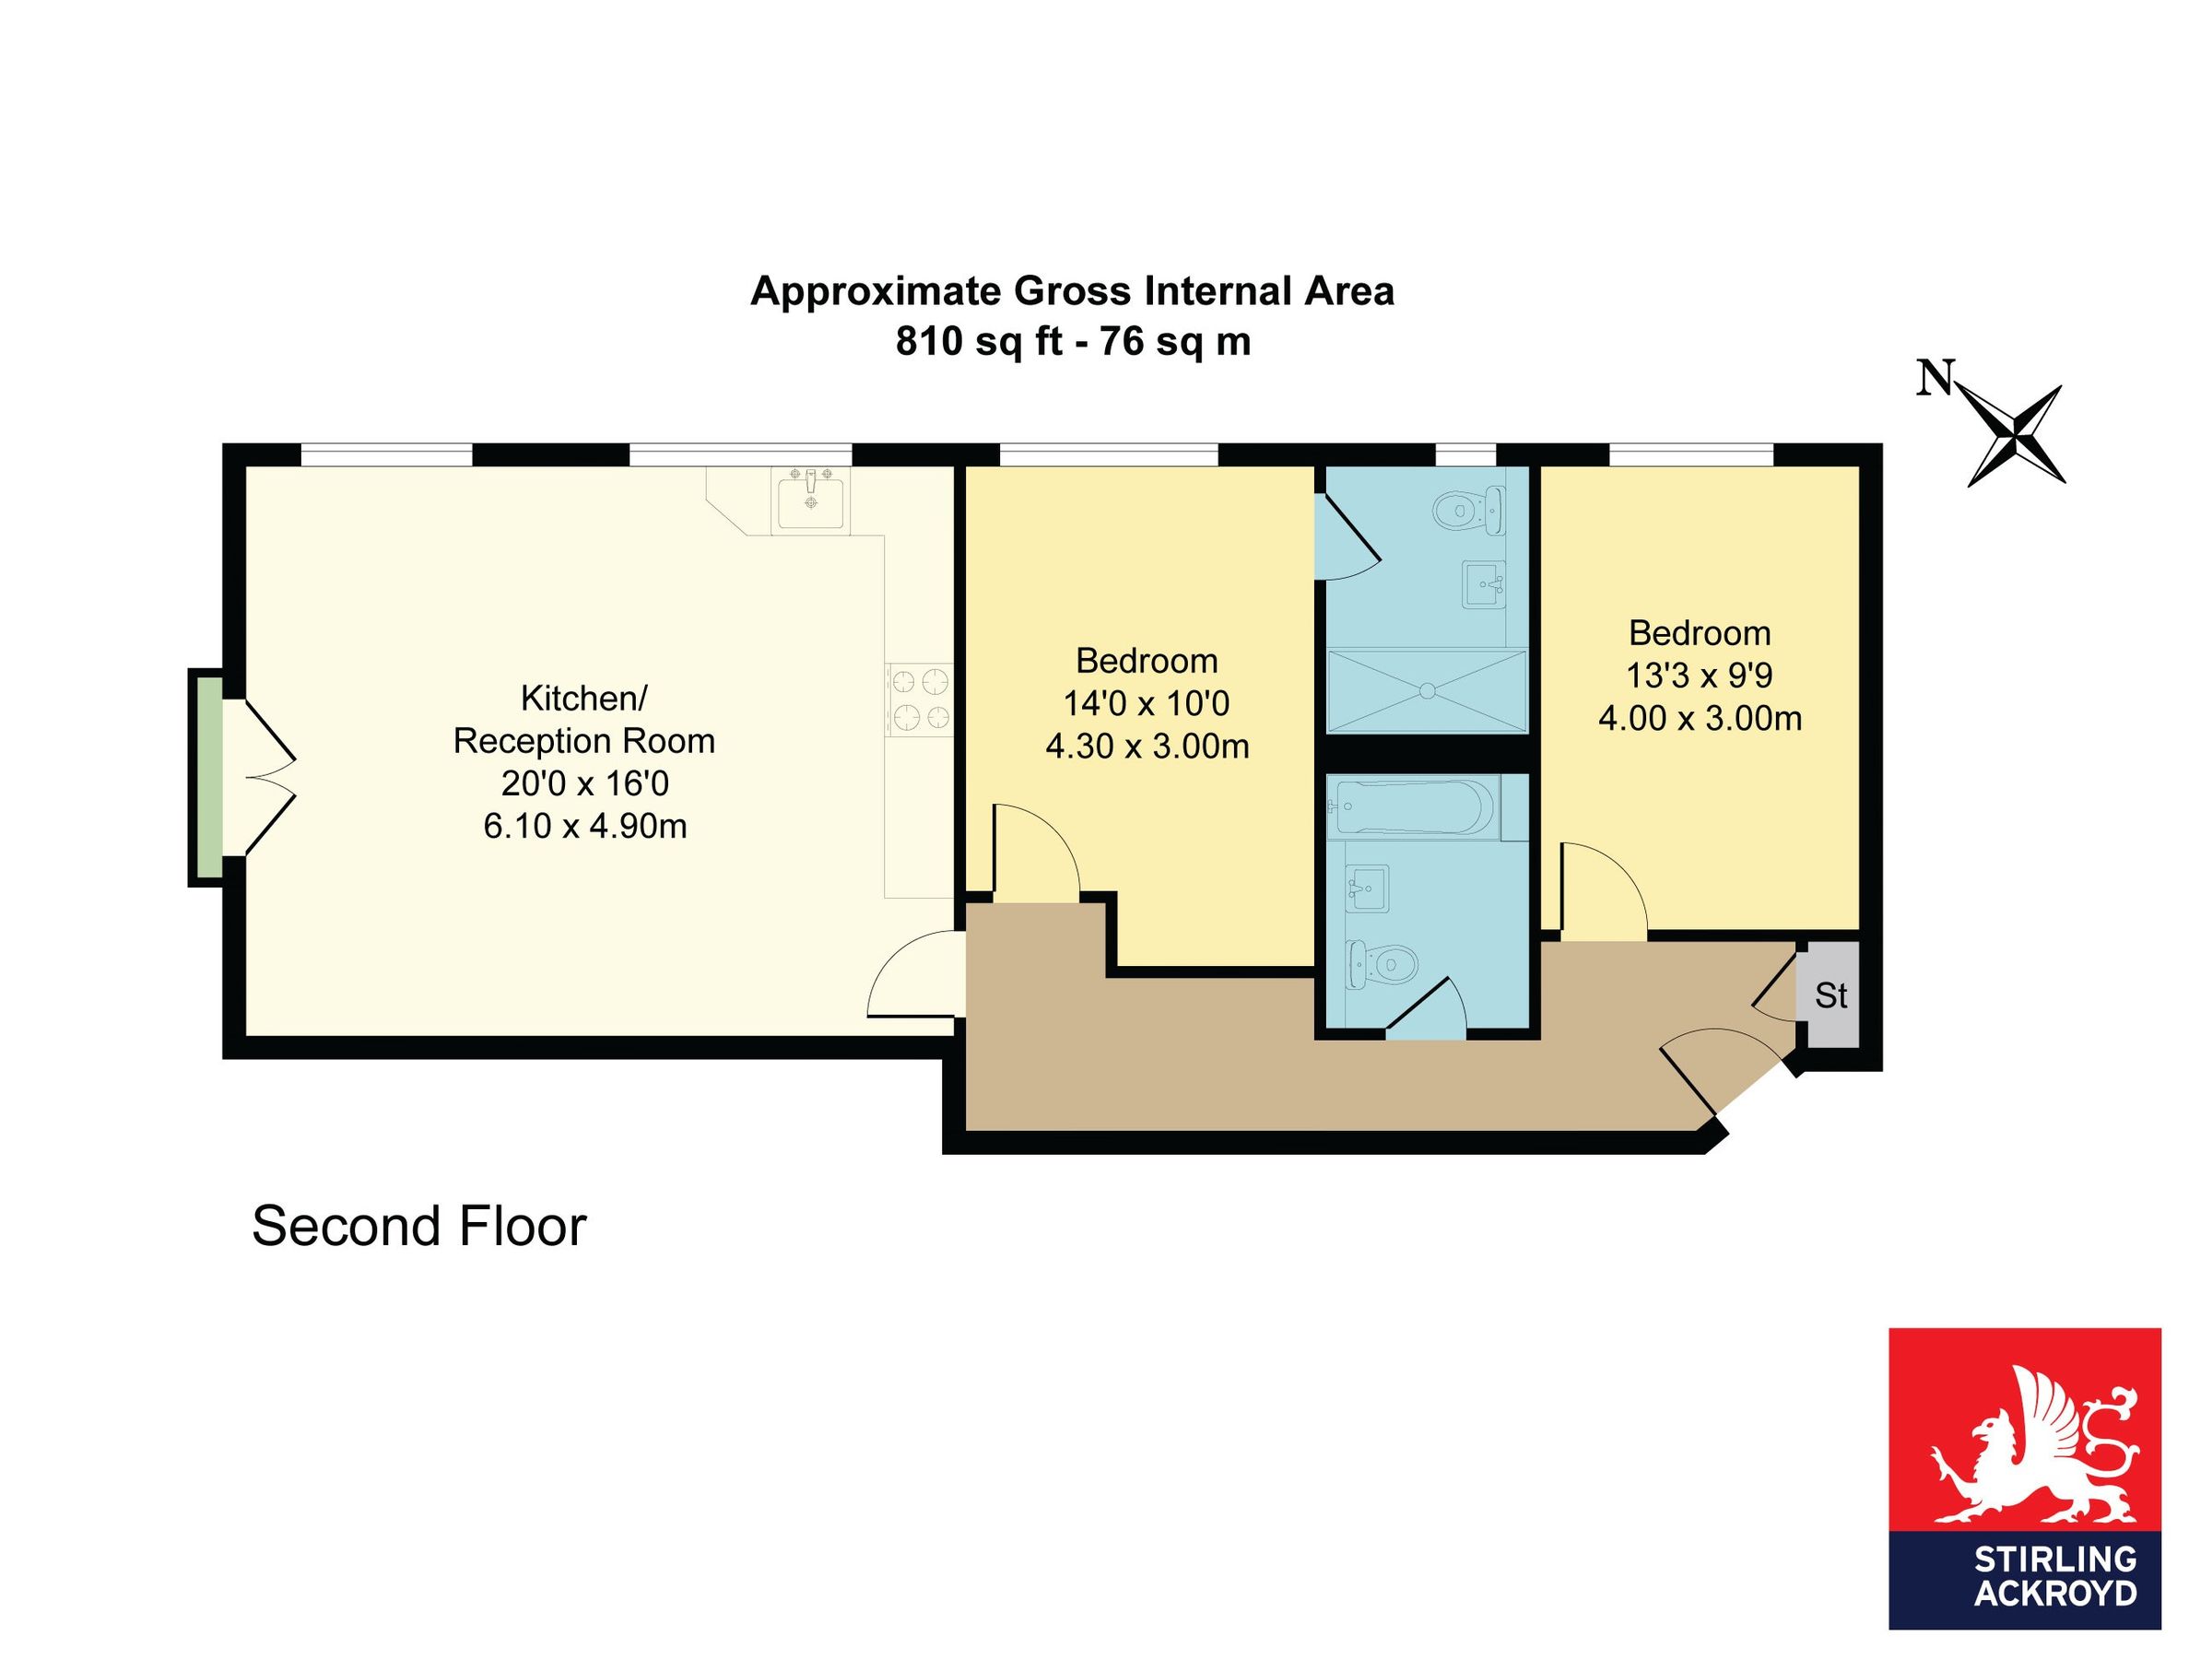 Approximate Gross Internal Area
810 sq ft - 76 sq m
N
Kitchen/
Reception Room
20'0 x 16'0
6.10 x 4.90m
Bedroom
14'0 x 10'0
4.30 x 3.00m
Bedroom
13'3 x 9'9
4.00 x 3.00m
St
Second Floor
STIRLING
ACKROYD